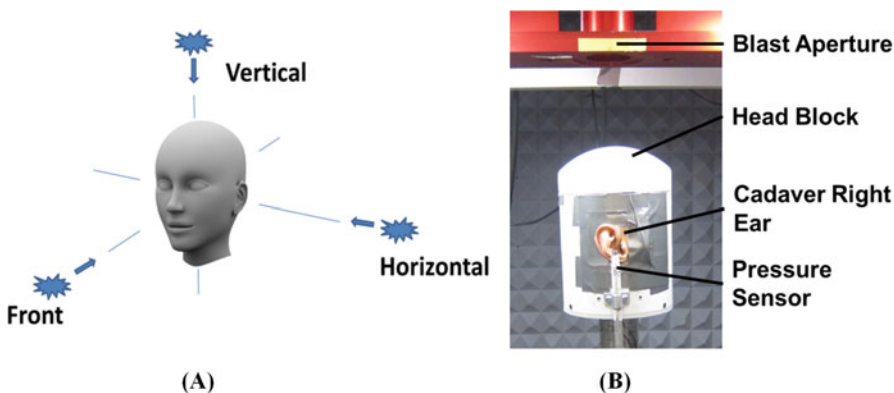 Vertical
Horizontal
Front
(A)
Blast Aperture
Head Block
Cadaver Right
Ear
Pressure
Sensor
(B)